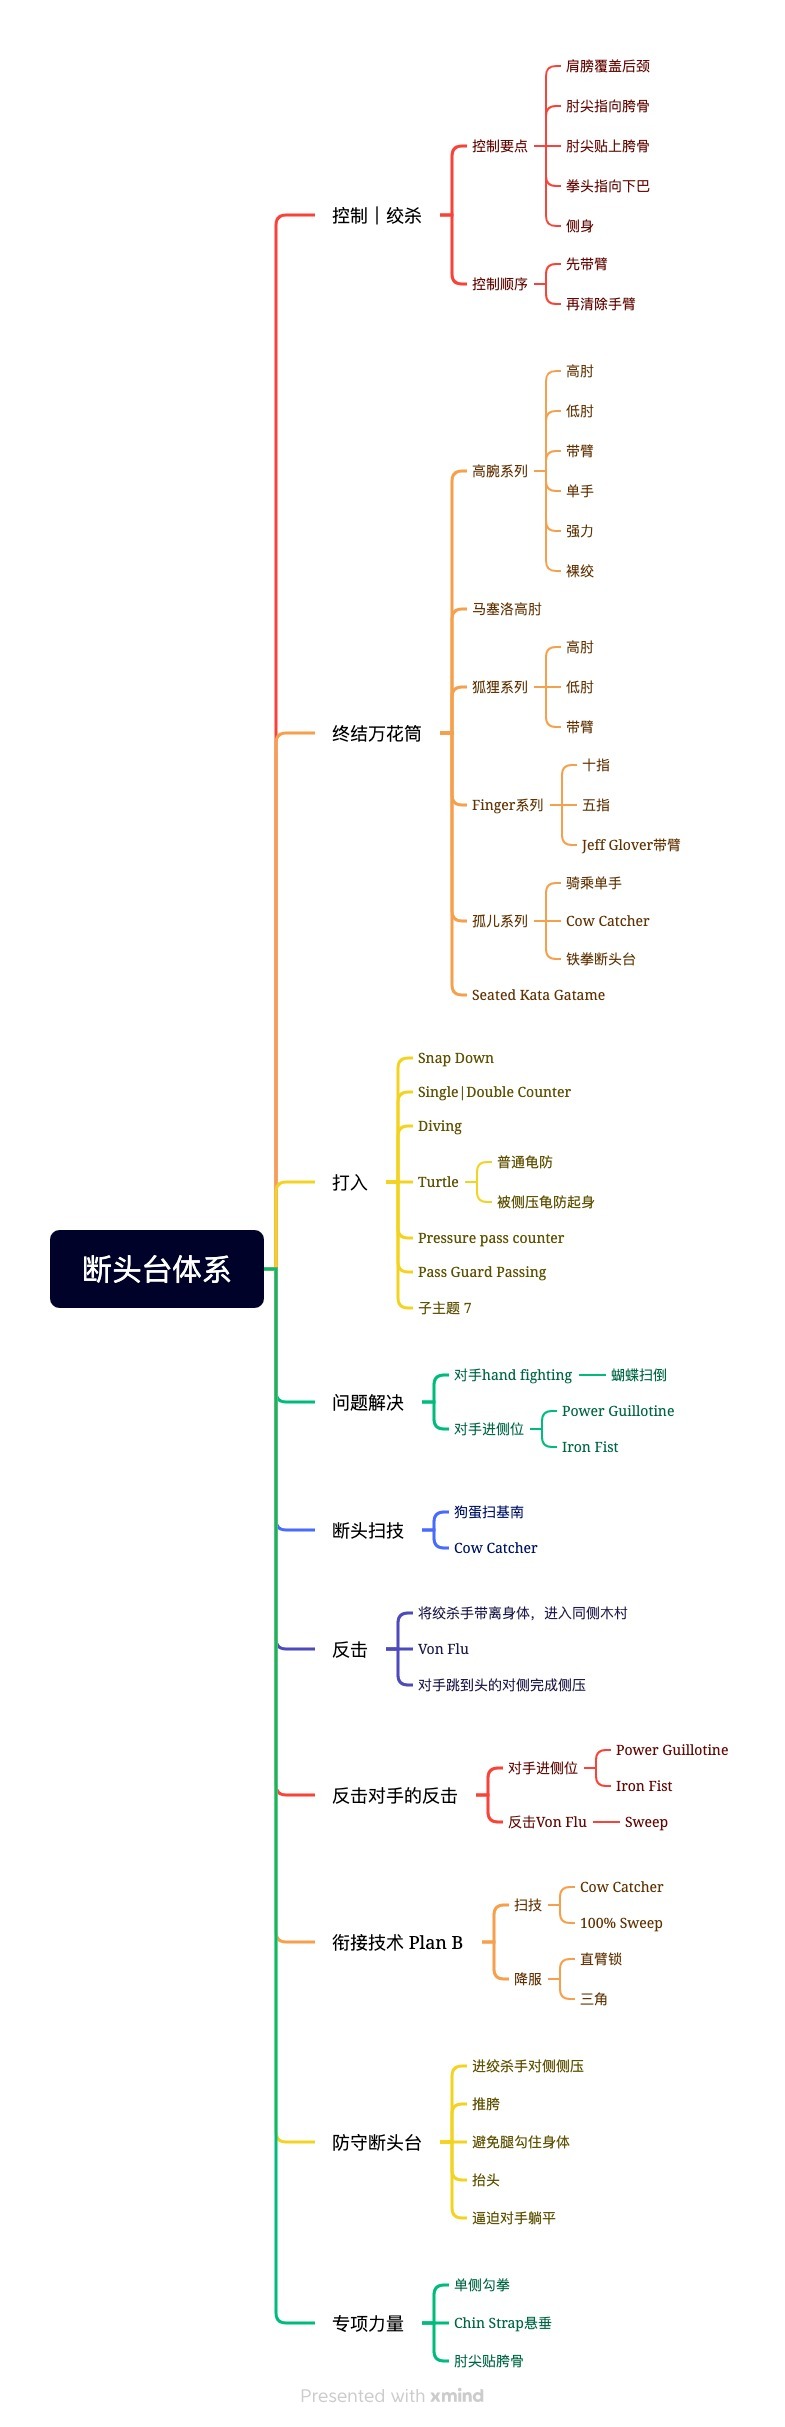 断头台体系
控制｜绞杀
控制要点
肩膀覆盖后颈
肘尖指向胯骨
肘尖贴上胯骨
拳头指向下巴
侧身
控制顺序
先带臂
再清除手臂
终结万花筒
高腕系列
高肘
低肘
带臂
单手
强力
裸绞
马塞洛高肘
狐狸系列
高肘
低肘
带臂
Finger系列
十指
五指
Jeff Glover带臂
孤儿系列
骑乘单手
Cow Catcher
铁拳断头台
Seated Kata Gatame
打入
Snap Down
Single|Double Counter
Diving
Turtle
普通龟防
被侧压龟防起身
Pressure pass counter
Pass Guard Passing
子主题 7
问题解决
对手hand fighting
蝴蝶扫倒
对手进侧位
Power Guillotine
Iron Fist
断头扫技
狗蛋扫基南
Cow Catcher
反击
将绞杀手带离身体，进入同侧木村
Von Flu
对手跳到头的对侧完成侧压
反击对手的反击
对手进侧位
Power Guillotine
Iron Fist
反击Von Flu
Sweep
衔接技术 Plan B
扫技
Cow Catcher
100% Sweep
降服
直臂锁
三角
防守断头台
进绞杀手对侧侧压
推胯
避免腿勾住身体
抬头
逼迫对手躺平
专项力量
单侧勾拳
Chin Strap悬垂
肘尖贴胯骨
Presented with xmind